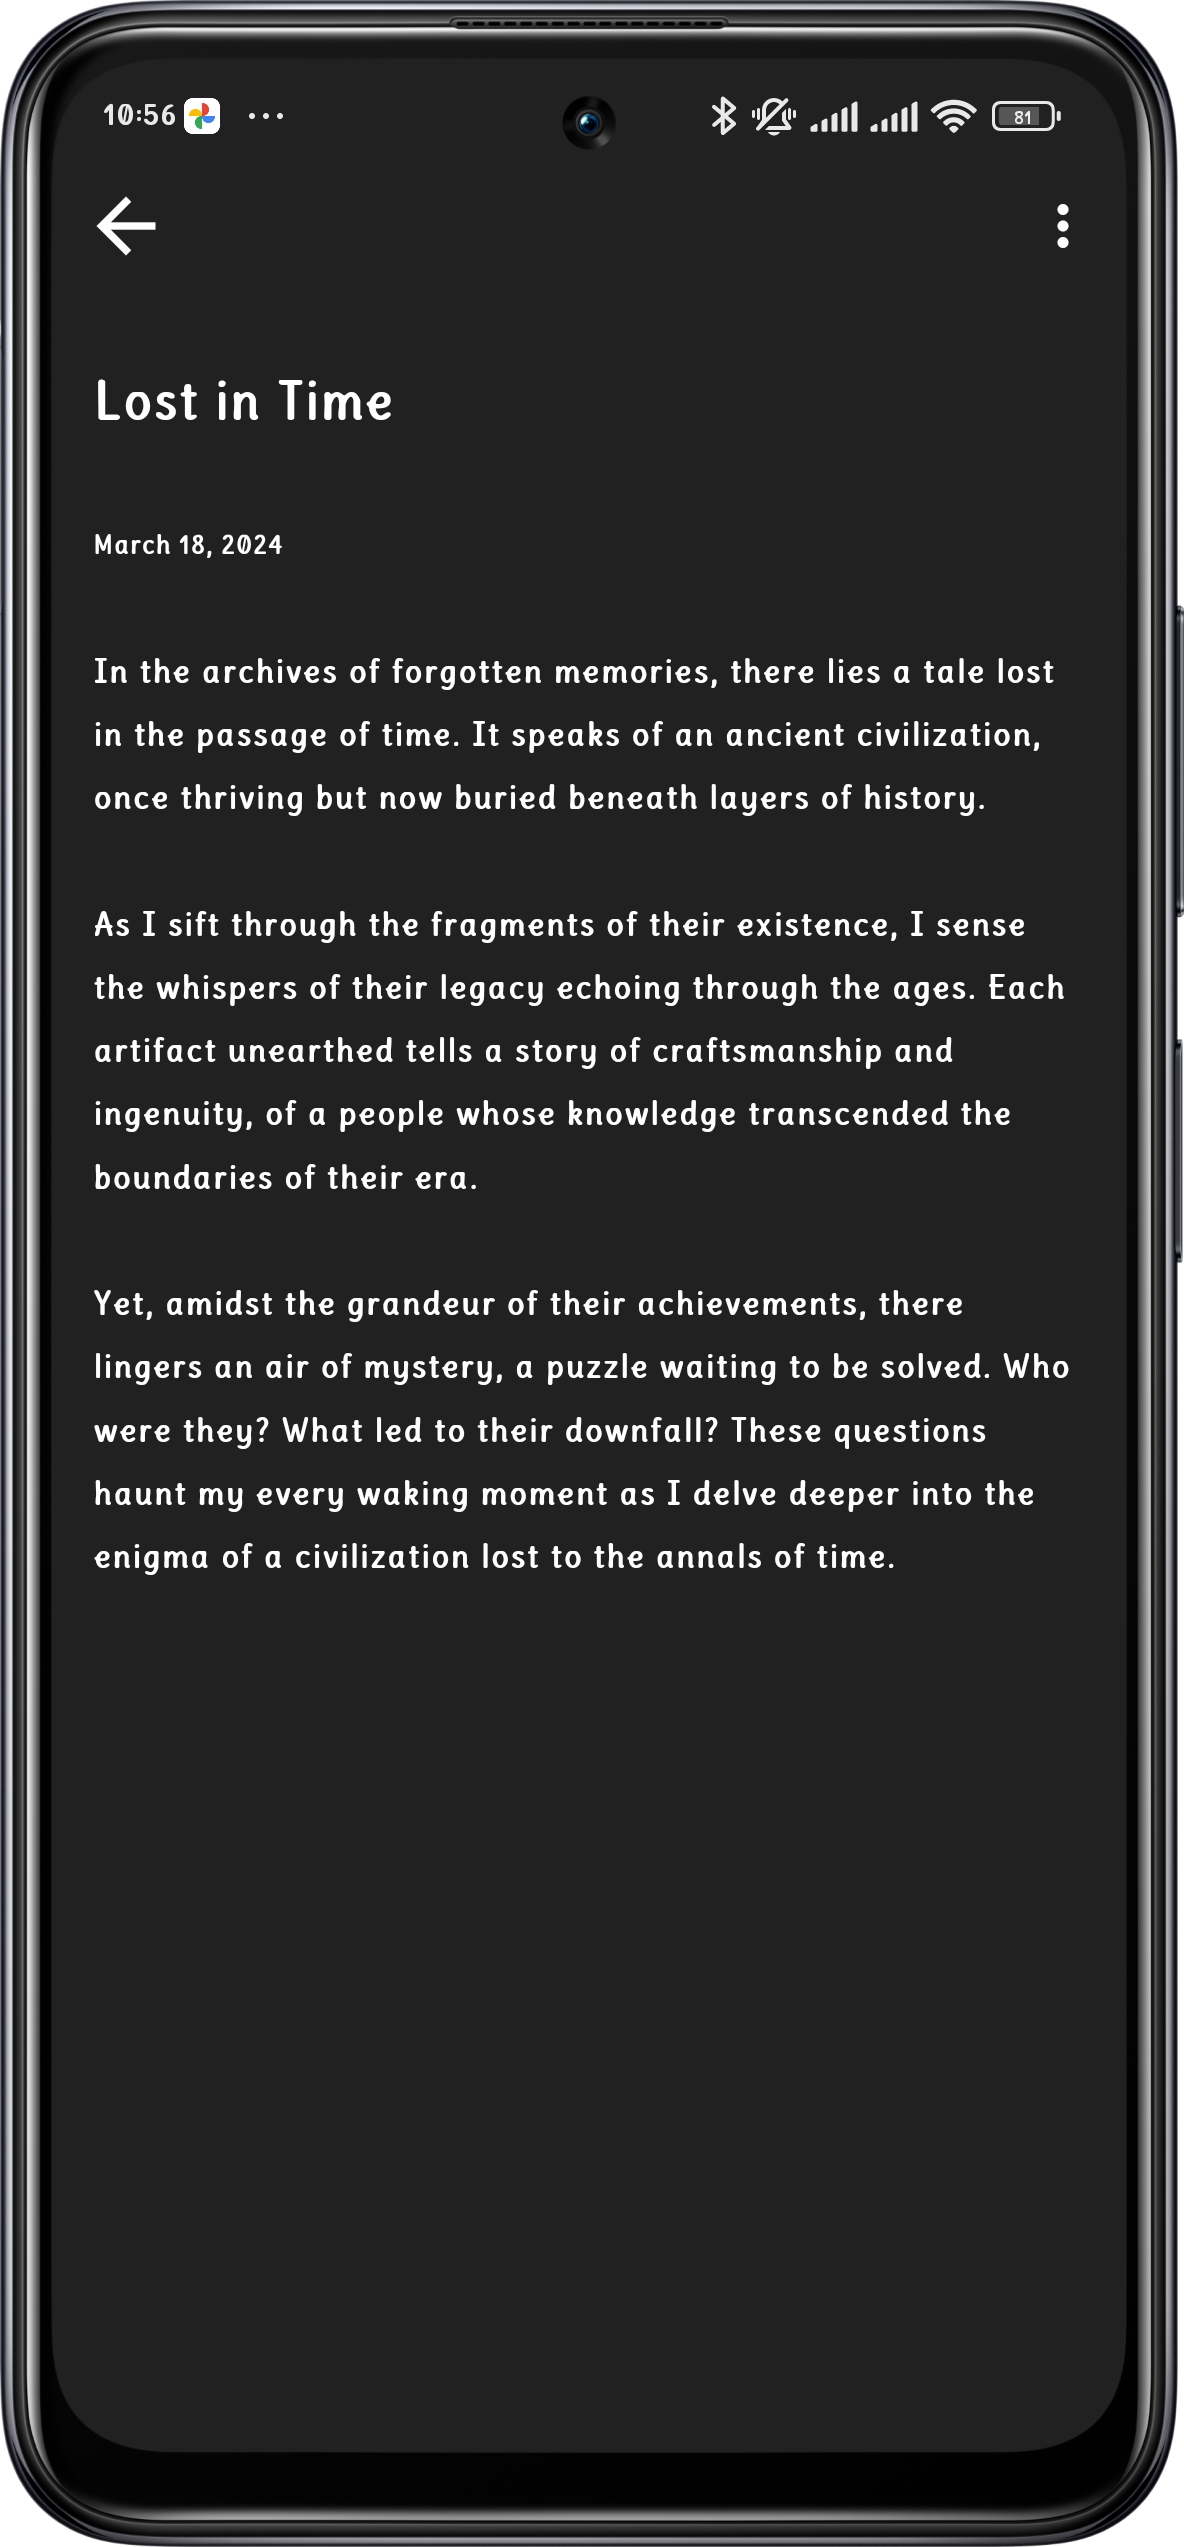 10:56
81
Lost in Time
March 18, 2024
In the archives of forgotten memories, there lies a tale lost
in the passage of time. It speaks of an ancient civilization,
once thriving but now buried beneath layers of history.
As I sift through the fragments of their existence, I sense
the whispers of their legacy echoing through the ages. Each
artifact unearthed tells a story of craftsmanship and
ingenuity, of a people whose knowledge transcended the
boundaries of their era.
Yet, amidst the grandeur of their achievements, there
lingers an air of mystery, a puzzle waiting to be solved. Who
were they? What led to their downfall? These questions
haunt my every waking moment as I delve deeper into the
enigma of a civilization lost to the annals of time.